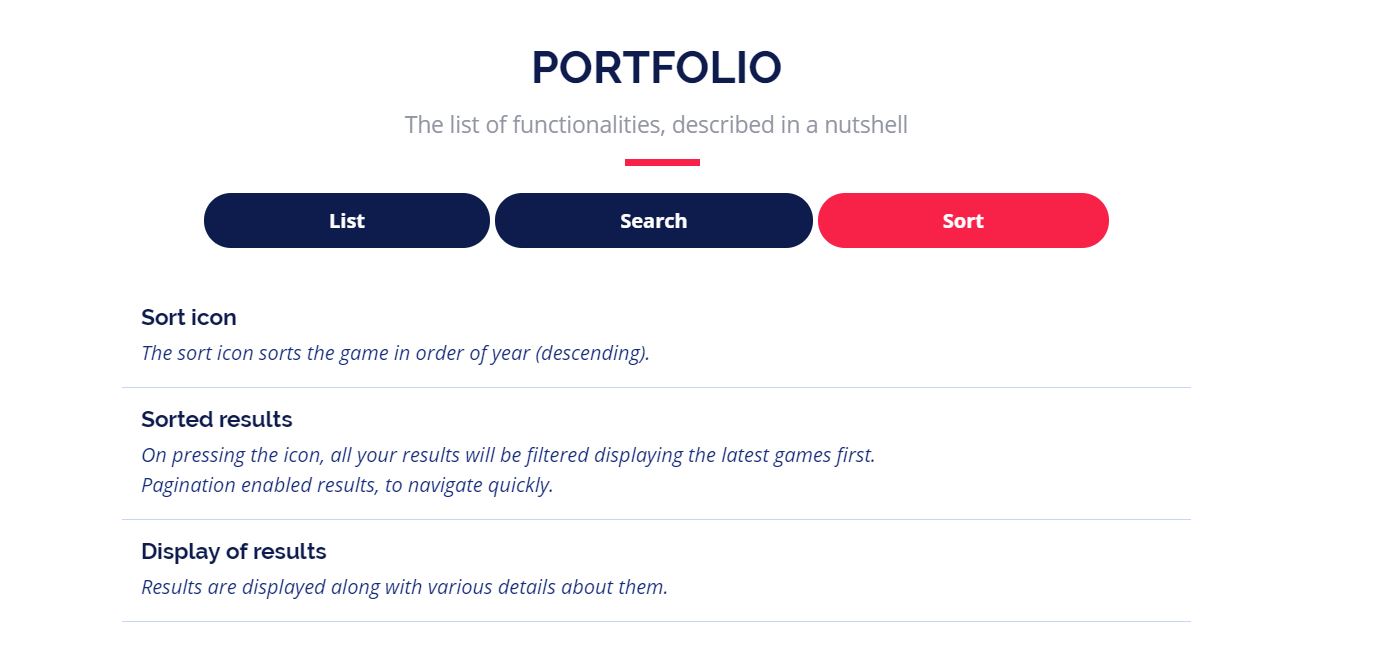 PORTFOLIO
The list of functionalities, described in a nutshell
List
Search
Sort
Sort icon
The sort icon sorts the game in order of year (descending).
Sorted results
On pressing the icon, all your results will be filtered displaying the latest games first.
Pagination enabled results, to navigate quickly.
Display of results
Results are displayed along with various details about them.